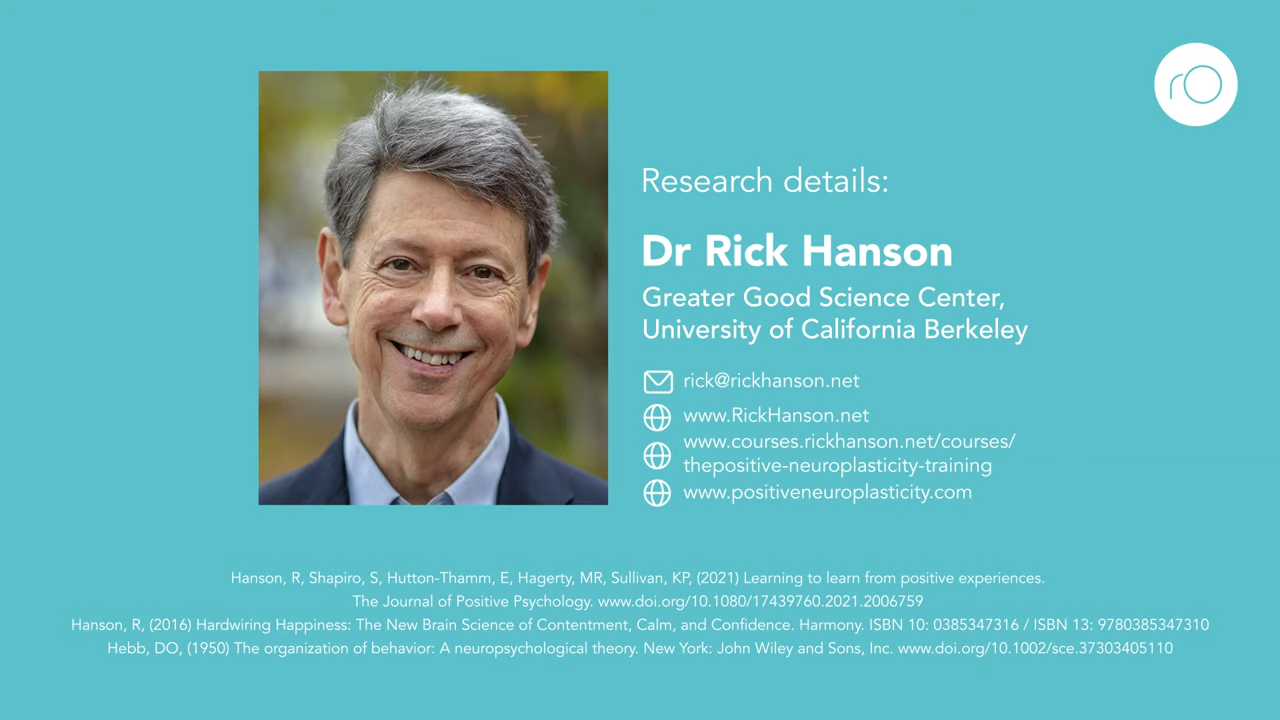 rO
Research details:
Dr Rick Hanson
Greater Good Science Center,
University of California Berkeley
rick@rickhanson.net
www.RickHanson.net
www.courses.rickhanson.net/courses/
thepositive-neuroplasticity-training
www.positiveneuroplasticity.com
Hanson, R, Shapiro, S, Hutton-Thamm, E, Hagerty, MR, Sullivan, KP, (2021) Learning to learn from positive experiences.
The Journal of Positive Psychology. www.doi.org/10.1080/17439760.2021.2006759
Hanson, R, (2016) Hardwiring Happiness: The New Brain Science of Contentment, Calm, and Confidence. Harmony. ISBN 10: 0385347316 / ISBN 13: 9780385347310
Hebb, DO, (1950) The organization of behavior: A neuropsychological theory. New York: John Wiley and Sons, Inc. www.doi.org/10.1002/sce.37303405110